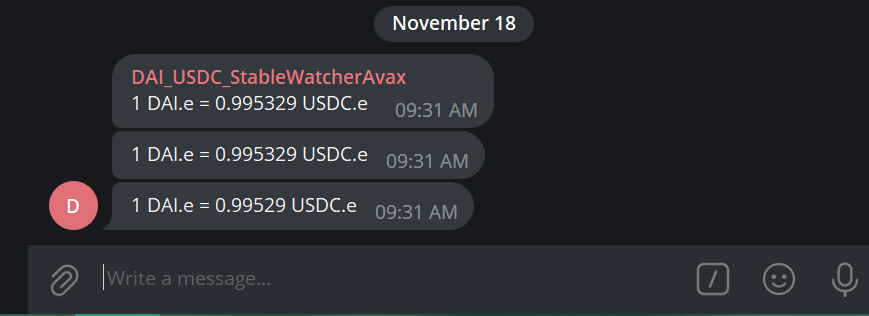 November 18
DAI_USDC_StableWatcherAvax
1 DAI.e = 0.995329 USDC.e 09:31 AM
1 DAI.e = 0.995329 USDC.e 09:31 AM
D
1 DAI.e = 0.99529 USDC.e 09:31 AM
Write a message...